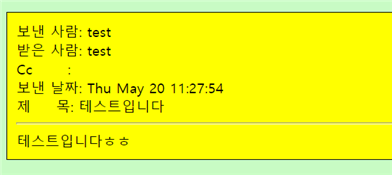 보낸 사람: test
받은 사람: test
Cc :
보낸 날짜: Thu May 20 11:27:54
제 목: 테스트입니다
테스트입니다ㅎㅎ